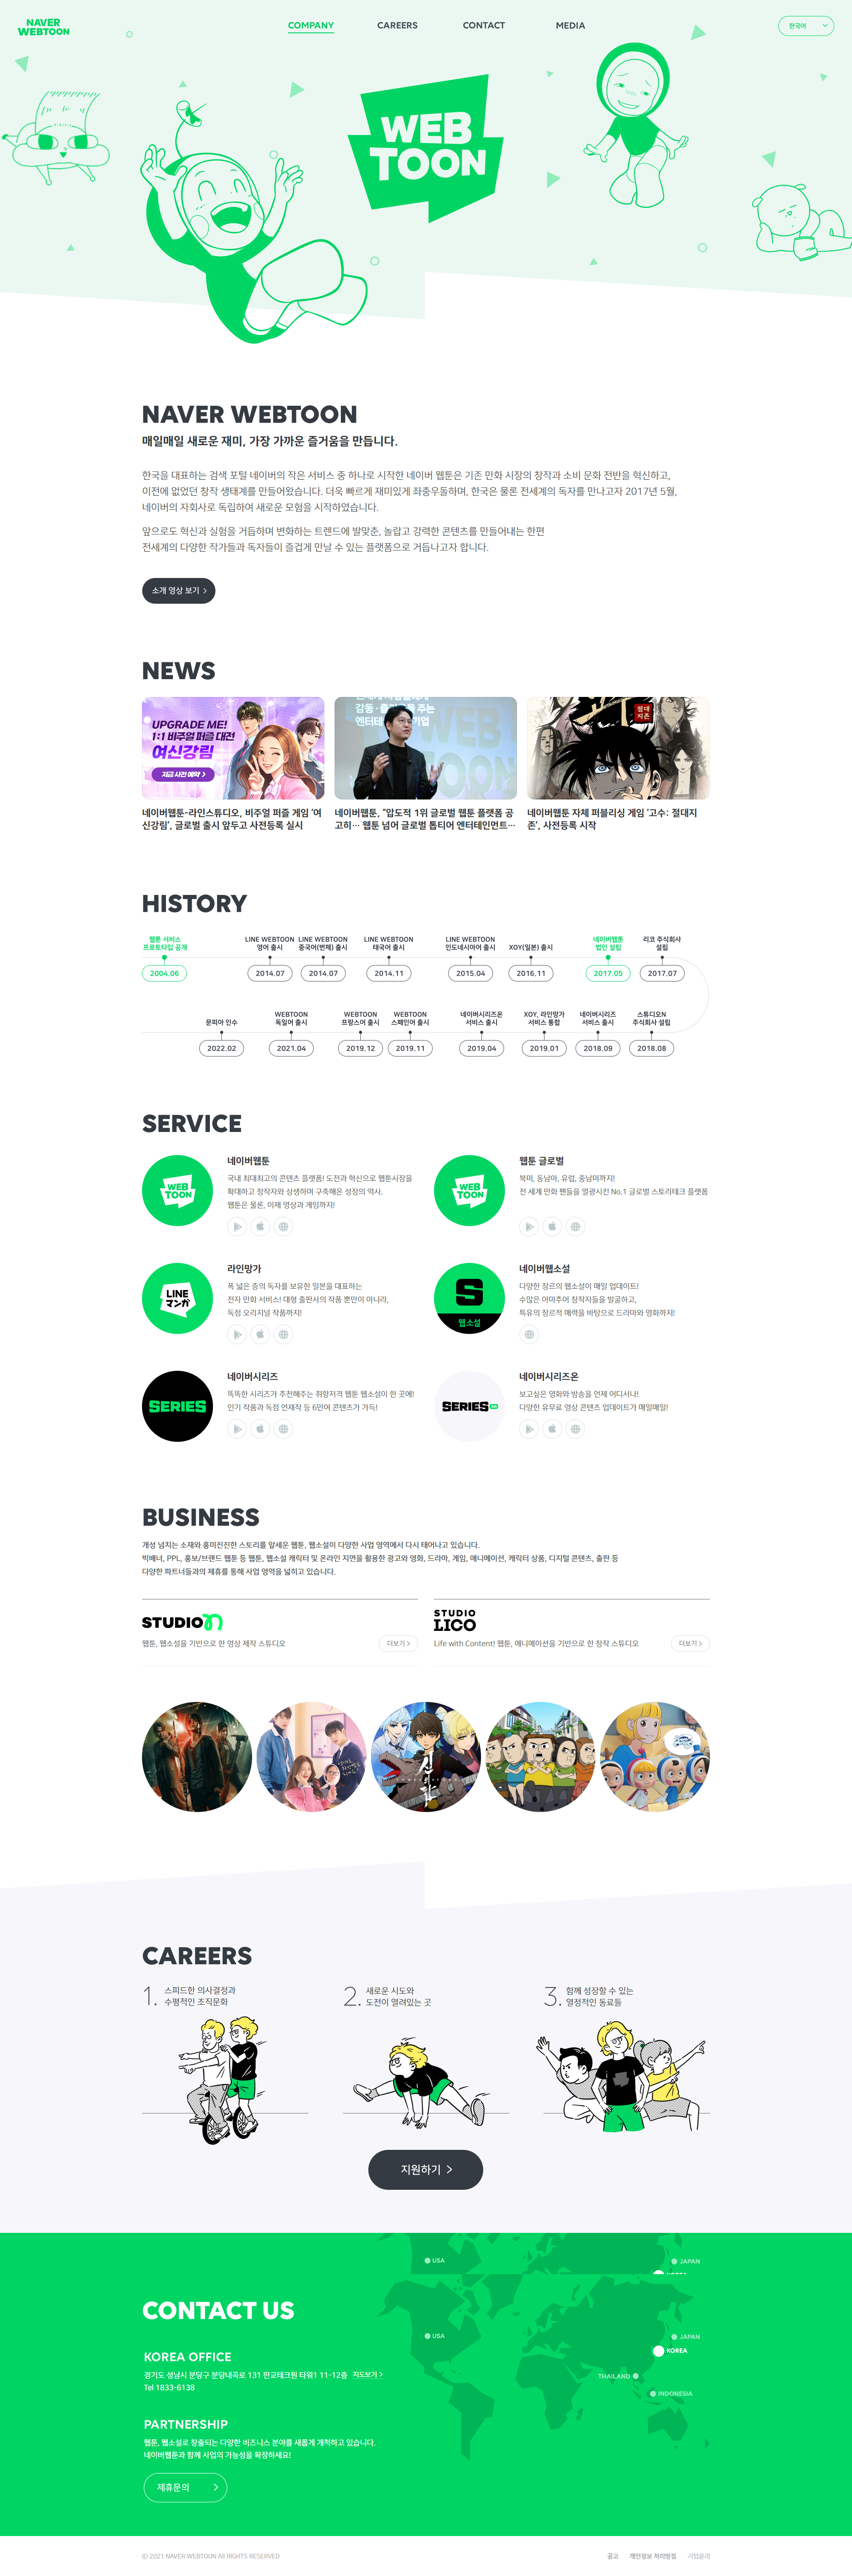 NAVER
WEBTOON
COMPANY
CAREERS
CONTACT
MEDIA
한국어
WEB
TOON
NAVER WEBTOON
매일매일 새로운 재미, 가장 가까운 즐거움을 만듭니다.
한국을 대표하는 검색 포털 네이버의 작은 서비스 중 하나로 시작한 네이버 웹툰은 기존 만화 시장의 창작과 소비 문화 전반을 혁신하고,
이전에 없었던 창작 생태계를 만들어왔습니다. 더욱 빠르게 재미있게 좌충우돌하며, 한국은 물론 전세계의 독자를 만나고자 2017년 5월,
네이버의 자회사로 독립하여 새로운 모험을 시작하였습니다.
앞으로도 혁신과 실험을 거듭하며 변화하는 트렌드에 발맞춘, 놀랍고 강력한 콘텐츠를 만들어내는 한편
전세계의 다양한 작가들과 독자들이 즐겁게 만날 수 있는 플랫폼으로 거듭나고자 합니다.
소개 영상 보기
NEWS
UPGRADE ME!
1:1 비주얼 퍼즐 대전
여신강림
지금 사전 예약
감동·즐거움을 주는
엔터테인먼트 기업
절대
지존
네이버웹툰-라인스튜디오, 비주얼 퍼즐 게임 ‘여
신강림’, 글로벌 출시 앞두고 사전등록 실시
네이버웹툰, “압도적 1위 글로벌 웹툰 플랫폼 공
고히… 웹툰 넘어 글로벌 톱티어 엔터테인먼트…
네이버웹툰 자체 퍼블리싱 게임 ‘고수: 절대지
존’, 사전등록 시작
HISTORY
웹툰 서비스
프로토타입 공개
2004.06
LINE WEBTOON
영어 출시
2014.07
LINE WEBTOON
중국어(번체) 출시
2014.07
LINE WEBTOON
태국어 출시
2014.11
LINE WEBTOON
인도네시아어 출시
2015.04
XOY(일본) 출시
2016.11
네이버웹툰
법인 설립
2017.05
리코 주식회사
설립
2017.07
문피아 인수
2022.02
WEBTOON
독일어 출시
2021.04
WEBTOON
프랑스어 출시
2019.12
WEBTOON
스페인어 출시
2019.11
네이버시리즈온
서비스 출시
2019.04
XOY, 라인망가
서비스 통합
2019.01
네이버시리즈
서비스 출시
2018.09
스튜디오N
주식회사 설립
2018.08
SERVICE
WEB
TOON
네이버웹툰
국내 최대최고의 콘텐츠 플랫폼! 도전과 혁신으로 웹툰시장을
확대하고 창작자와 상생하며 구축해온 성장의 역사.
웹툰은 물론, 이제 영상과 게임까지!
WEB
TOON
웹툰 글로벌
북미, 동남아, 유럽, 중남미까지!
전 세계 만화 팬들을 열광시킨 No.1 글로벌 스토리테크 플랫폼
LINE
マンガ
라인망가
폭 넓은 층의 독자를 보유한 일본을 대표하는
전자 만화 서비스! 대형 출판사의 작품 뿐만이 아니라,
독점 오리지널 작품까지!
S
웹소설
네이버웹소설
다양한 장르의 웹소설이 매일 업데이트!
수많은 아마추어 창작자들을 발굴하고,
특유의 장르적 매력을 바탕으로 드라마와 영화까지!
SERIES
네이버시리즈
똑똑한 시리즈가 추천해주는 취향저격 웹툰 웹소설이 한 곳에!
인기 작품과 독점 연재작 등 6만여 콘텐츠가 가득!
SERIES on
네이버시리즈온
보고싶은 영화와 방송을 언제 어디서나!
다양한 유무료 영상 콘텐츠 업데이트가 매일매일!
BUSINESS
개성 넘치는 소재와 흥미진진한 스토리를 앞세운 웹툰, 웹소설이 다양한 사업 영역에서 다시 태어나고 있습니다.
빅배너, PPL, 홍보/브랜드 웹툰 등 웹툰, 웹소설 캐릭터 및 온라인 지면을 활용한 광고와 영화, 드라마, 게임, 애니메이션, 캐릭터 상품, 디지털 콘텐츠, 출판 등
다양한 파트너들과의 제휴를 통해 사업 영역을 넓히고 있습니다.
STUDIO n
웹툰, 웹소설을 기반으로 한 영상 제작 스튜디오
더보기
STUDIO
LICO
Life with Content! 웹툰, 애니메이션을 기반으로 한 창작 스튜디오
더보기
CAREERS
1.
스피드한 의사결정과
수평적인 조직문화
2.
새로운 시도와
도전이 열려있는 곳
3.
함께 성장할 수 있는
열정적인 동료들
지원하기
USA
JAPAN
CONTACT US
USA
JAPAN
KOREA
THAILAND
INDONESIA
KOREA OFFICE
경기도 성남시 분당구 분당내곡로 131 판교테크원 타워1 11-12층 지도보기
Tel 1833-6138
PARTNERSHIP
웹툰, 웹소설로 창출되는 다양한 비즈니스 분야를 새롭게 개척하고 있습니다.
네이버웹툰과 함께 사업의 가능성을 확장하세요!
제휴문의
ⓒ 2021 NAVER WEBTOON All RIGHTS RESERVED
공고
개인정보 처리방침
기업윤리